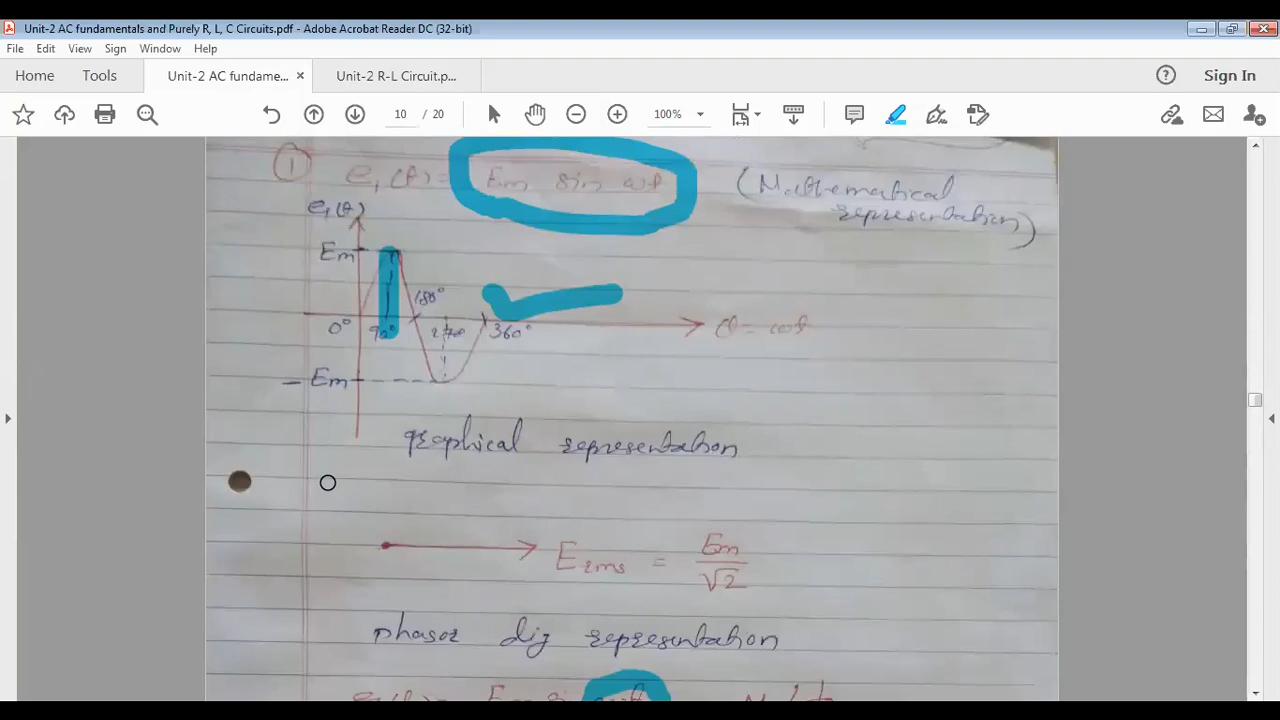 Unit-2 AC fundamentals and Purely R, L, C Circuits.pdf - Adobe Acrobat Reader DC (32-bit)
File Edit View Sign Window Help
Home Tools Unit-2 AC fundame... × Unit-2 R-L Circuit.p... Sign In
10 / 20 100%
① e₁(t) = Em sin ωt (Mathematical
representation)
e₁(t)
Em
180°
0° 90° 270 360° θ = ωt
- Em
graphical representation
Erms = Em/√2
phasor dig representation